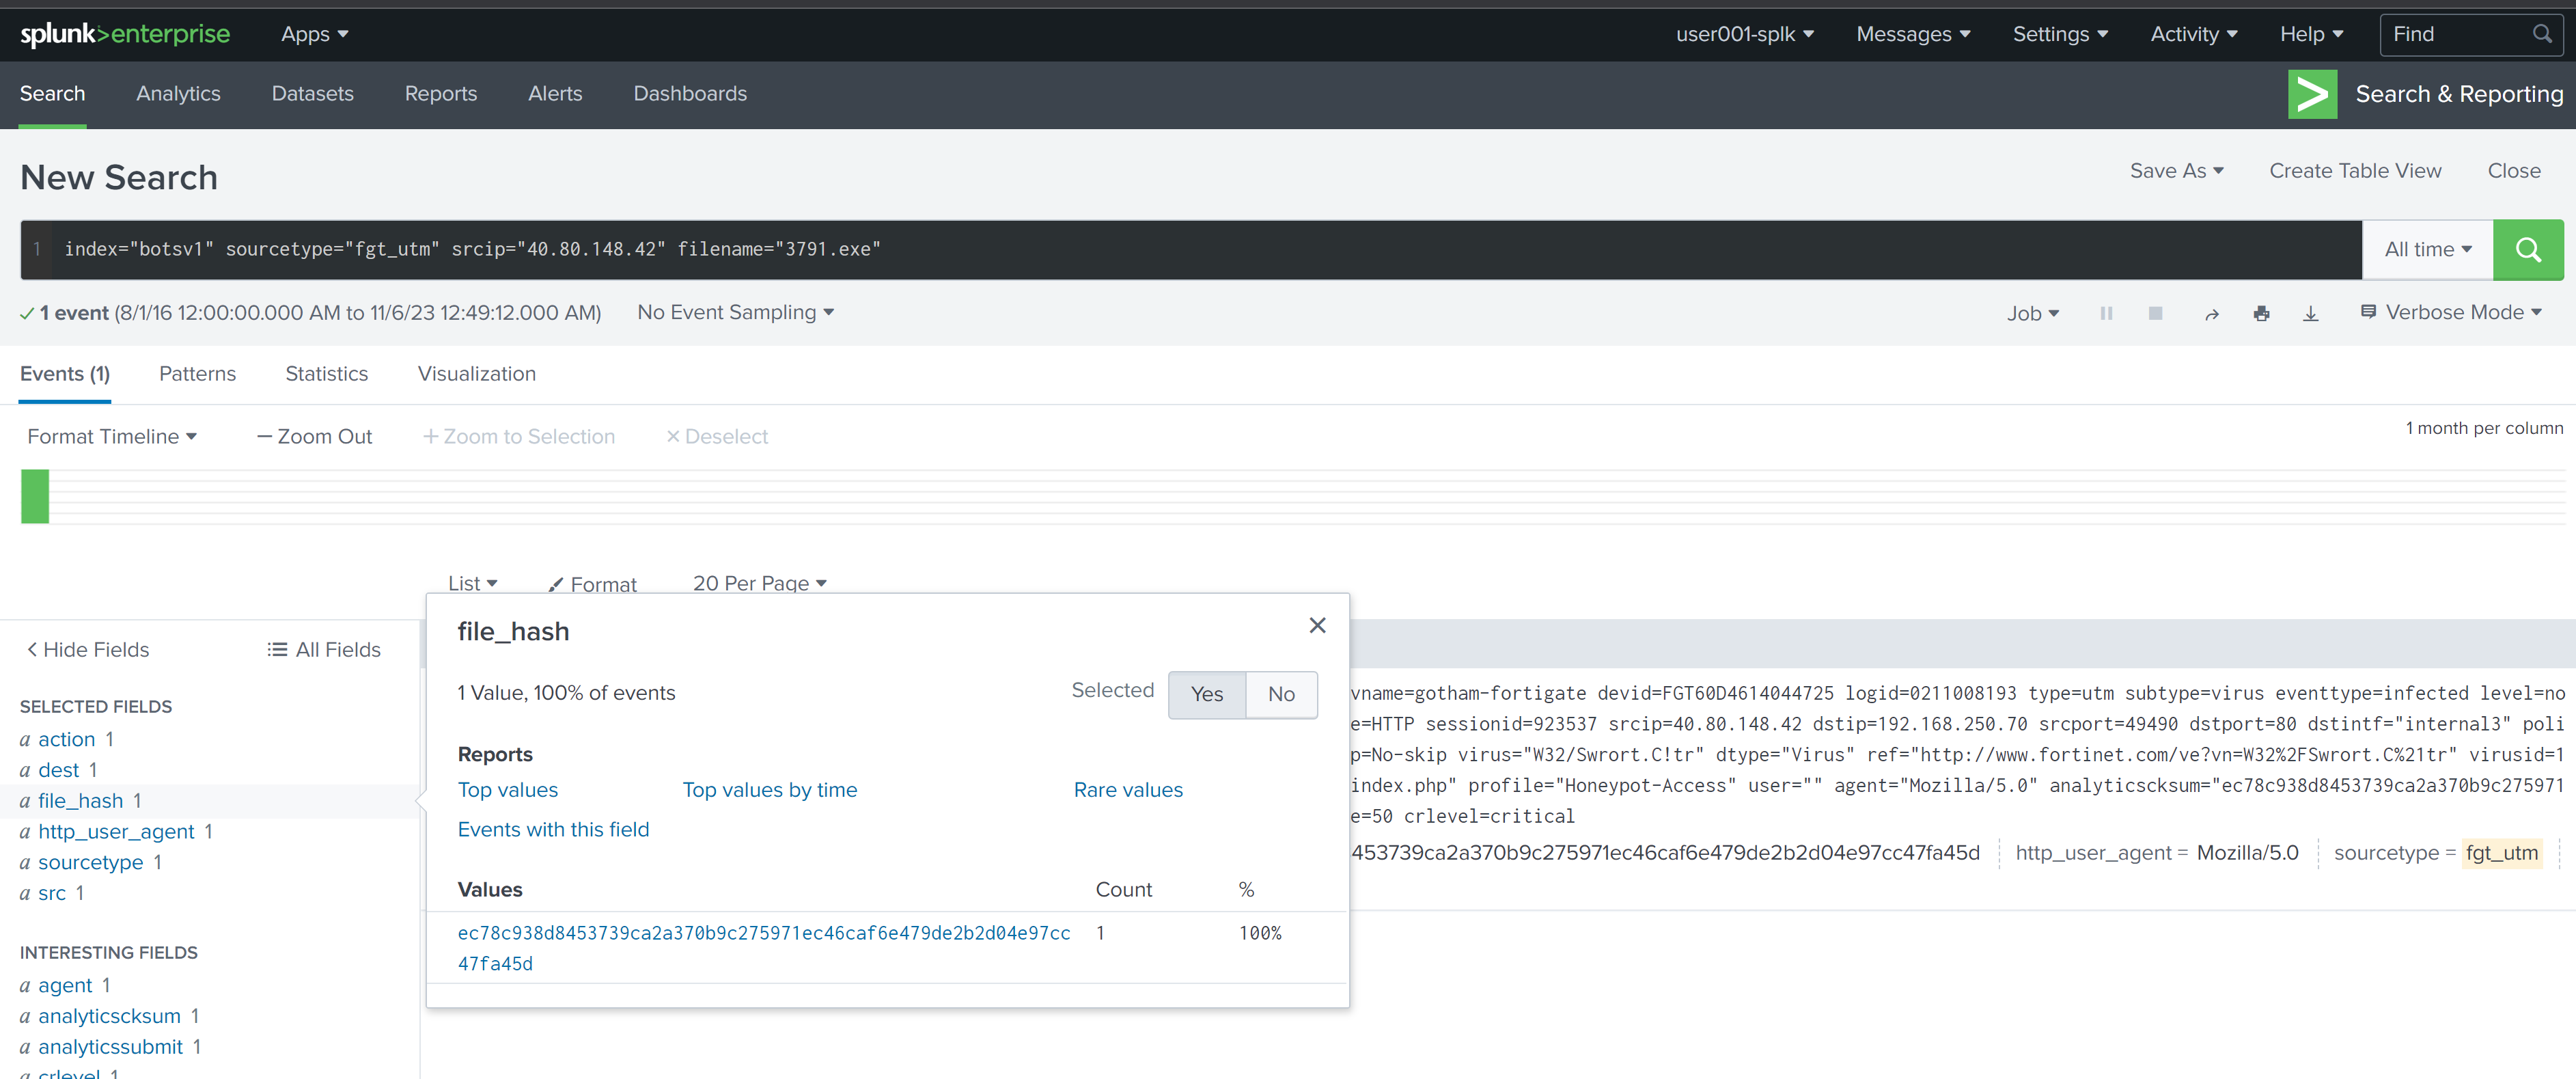 splunk>enterprise Apps user001-splk Messages Settings Activity Help Find
Search Analytics Datasets Reports Alerts Dashboards Search & Reporting
New Search Save As Create Table View Close
1 index="botsv1" sourcetype="fgt_utm" srcip="40.80.148.42" filename="3791.exe" All time
1 event (8/1/16 12:00:00.000 AM to 11/6/23 12:49:12.000 AM) No Event Sampling Job Verbose Mode
Events (1) Patterns Statistics Visualization
Format Timeline — Zoom Out + Zoom to Selection × Deselect 1 month per column
List Format 20 Per Page
< Hide Fields All Fields
SELECTED FIELDS
a action 1
a dest 1
a file_hash 1
a http_user_agent 1
a sourcetype 1
a src 1
INTERESTING FIELDS
a agent 1
a analyticscksum 1
a analyticssubmit 1
a crlevel 1
file_hash
1 Value, 100% of events Selected Yes No
Reports
Top values Top values by time Rare values
Events with this field
Values Count %
ec78c938d8453739ca2a370b9c275971ec46caf6e479de2b2d04e97cc 1 100%
47fa45d
vname=gotham-fortigate devid=FGT60D4614044725 logid=0211008193 type=utm subtype=virus eventtype=infected level=no
e=HTTP sessionid=923537 srcip=40.80.148.42 dstip=192.168.250.70 srcport=49490 dstport=80 dstintf="internal3" poli
p=No-skip virus="W32/Swrort.C!tr" dtype="Virus" ref="http://www.fortinet.com/ve?vn=W32%2FSwrort.C%21tr" virusid=1
index.php" profile="Honeypot-Access" user="" agent="Mozilla/5.0" analyticscksum="ec78c938d8453739ca2a370b9c275971
e=50 crlevel=critical
453739ca2a370b9c275971ec46caf6e479de2b2d04e97cc47fa45d http_user_agent = Mozilla/5.0 sourcetype = fgt_utm